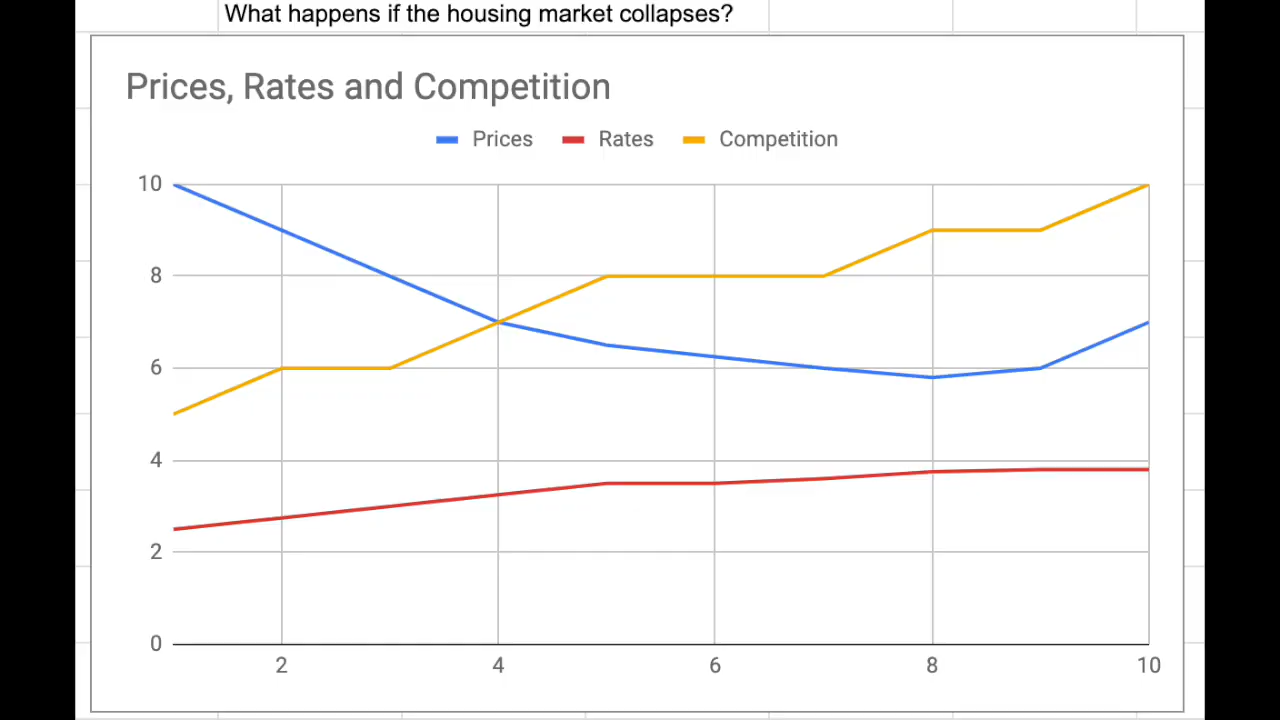 What happens if the housing market collapses?
Prices, Rates and Competition
Prices Rates Competition
10
8
6
4
2
0
2 4 6 8 10